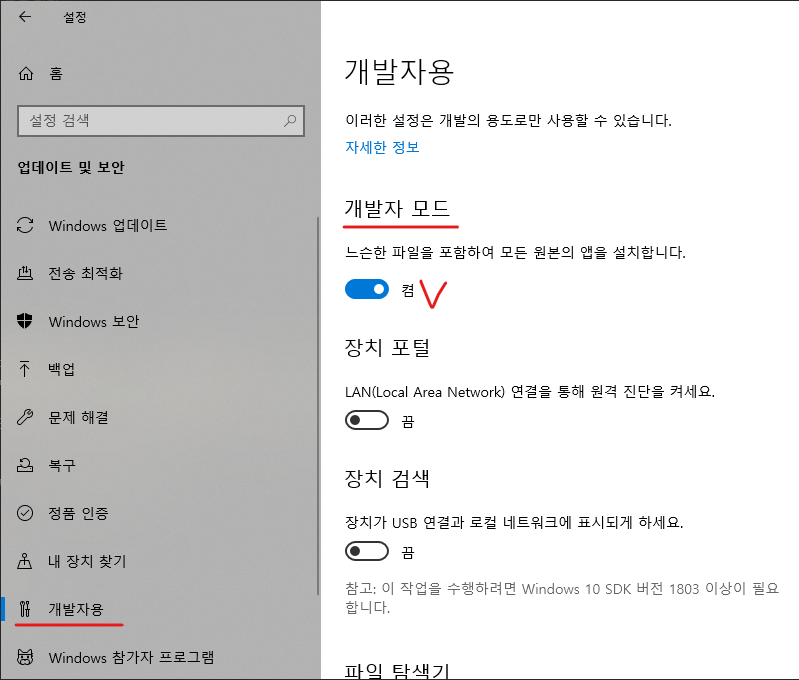 설정
홈
설정 검색
업데이트 및 보안
Windows 업데이트
전송 최적화
Windows 보안
백업
문제 해결
복구
정품 인증
내 장치 찾기
개발자용
Windows 참가자 프로그램
개발자용
이러한 설정은 개발의 용도로만 사용할 수 있습니다.
자세한 정보
개발자 모드
느슨한 파일을 포함하여 모든 원본의 앱을 설치합니다.
켬
장치 포털
LAN(Local Area Network) 연결을 통해 원격 진단을 켜세요.
끔
장치 검색
장치가 USB 연결과 로컬 네트워크에 표시되게 하세요.
끔
참고: 이 작업을 수행하려면 Windows 10 SDK 버전 1803 이상이 필요
합니다.
파일 탐색기